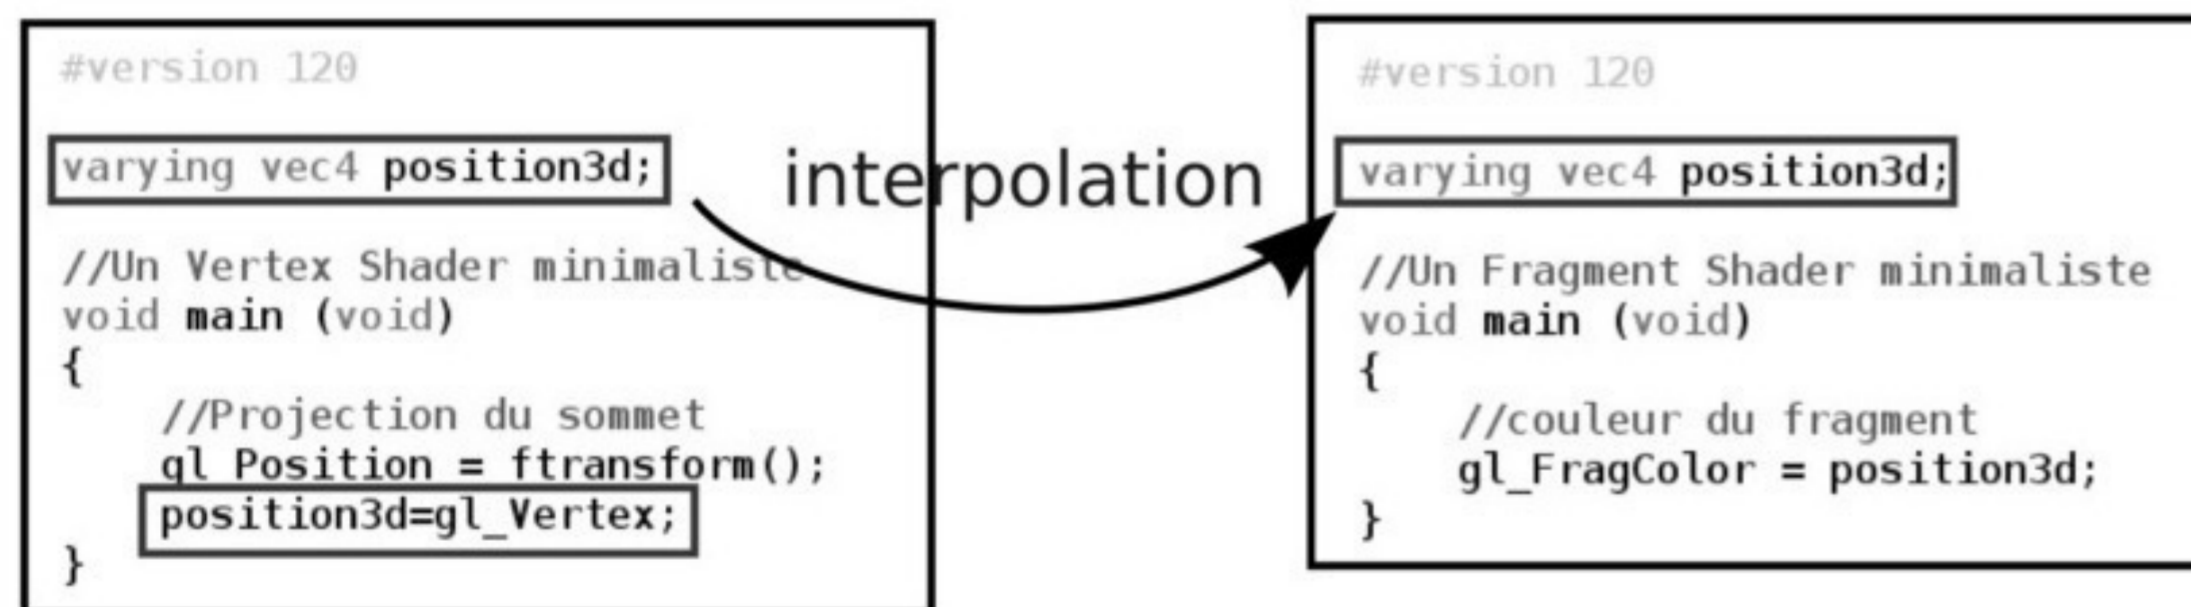 #version 120
varying vec4 position3d;
//Un Vertex Shader minimaliste
void main (void)
{
//Projection du sommet
gl_Position = ftransform();
position3d=gl_Vertex;
}
interpolation
#version 120
varying vec4 position3d;
//Un Fragment Shader minimaliste
void main (void)
{
//couleur du fragment
gl_FragColor = position3d;
}